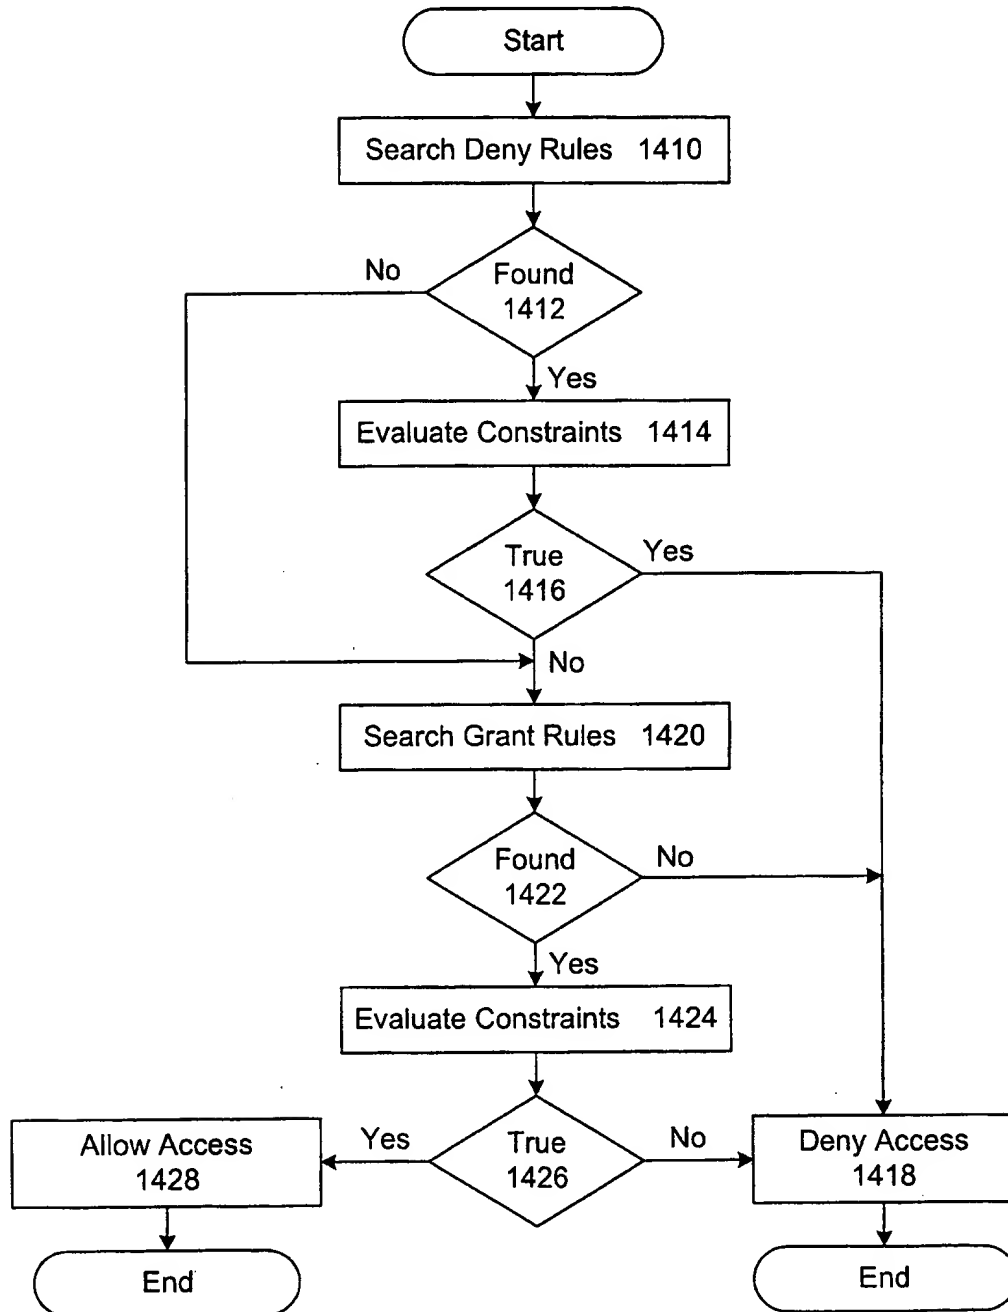 Start
Search Deny Rules 1410
No
Found
1412
Yes
Evaluate Constraints 1414
True
1416
Yes
No
Search Grant Rules 1420
Found
1422
No
Yes
Evaluate Constraints 1424
Allow Access
1428
Yes
True
1426
No
Deny Access
1418
End
End